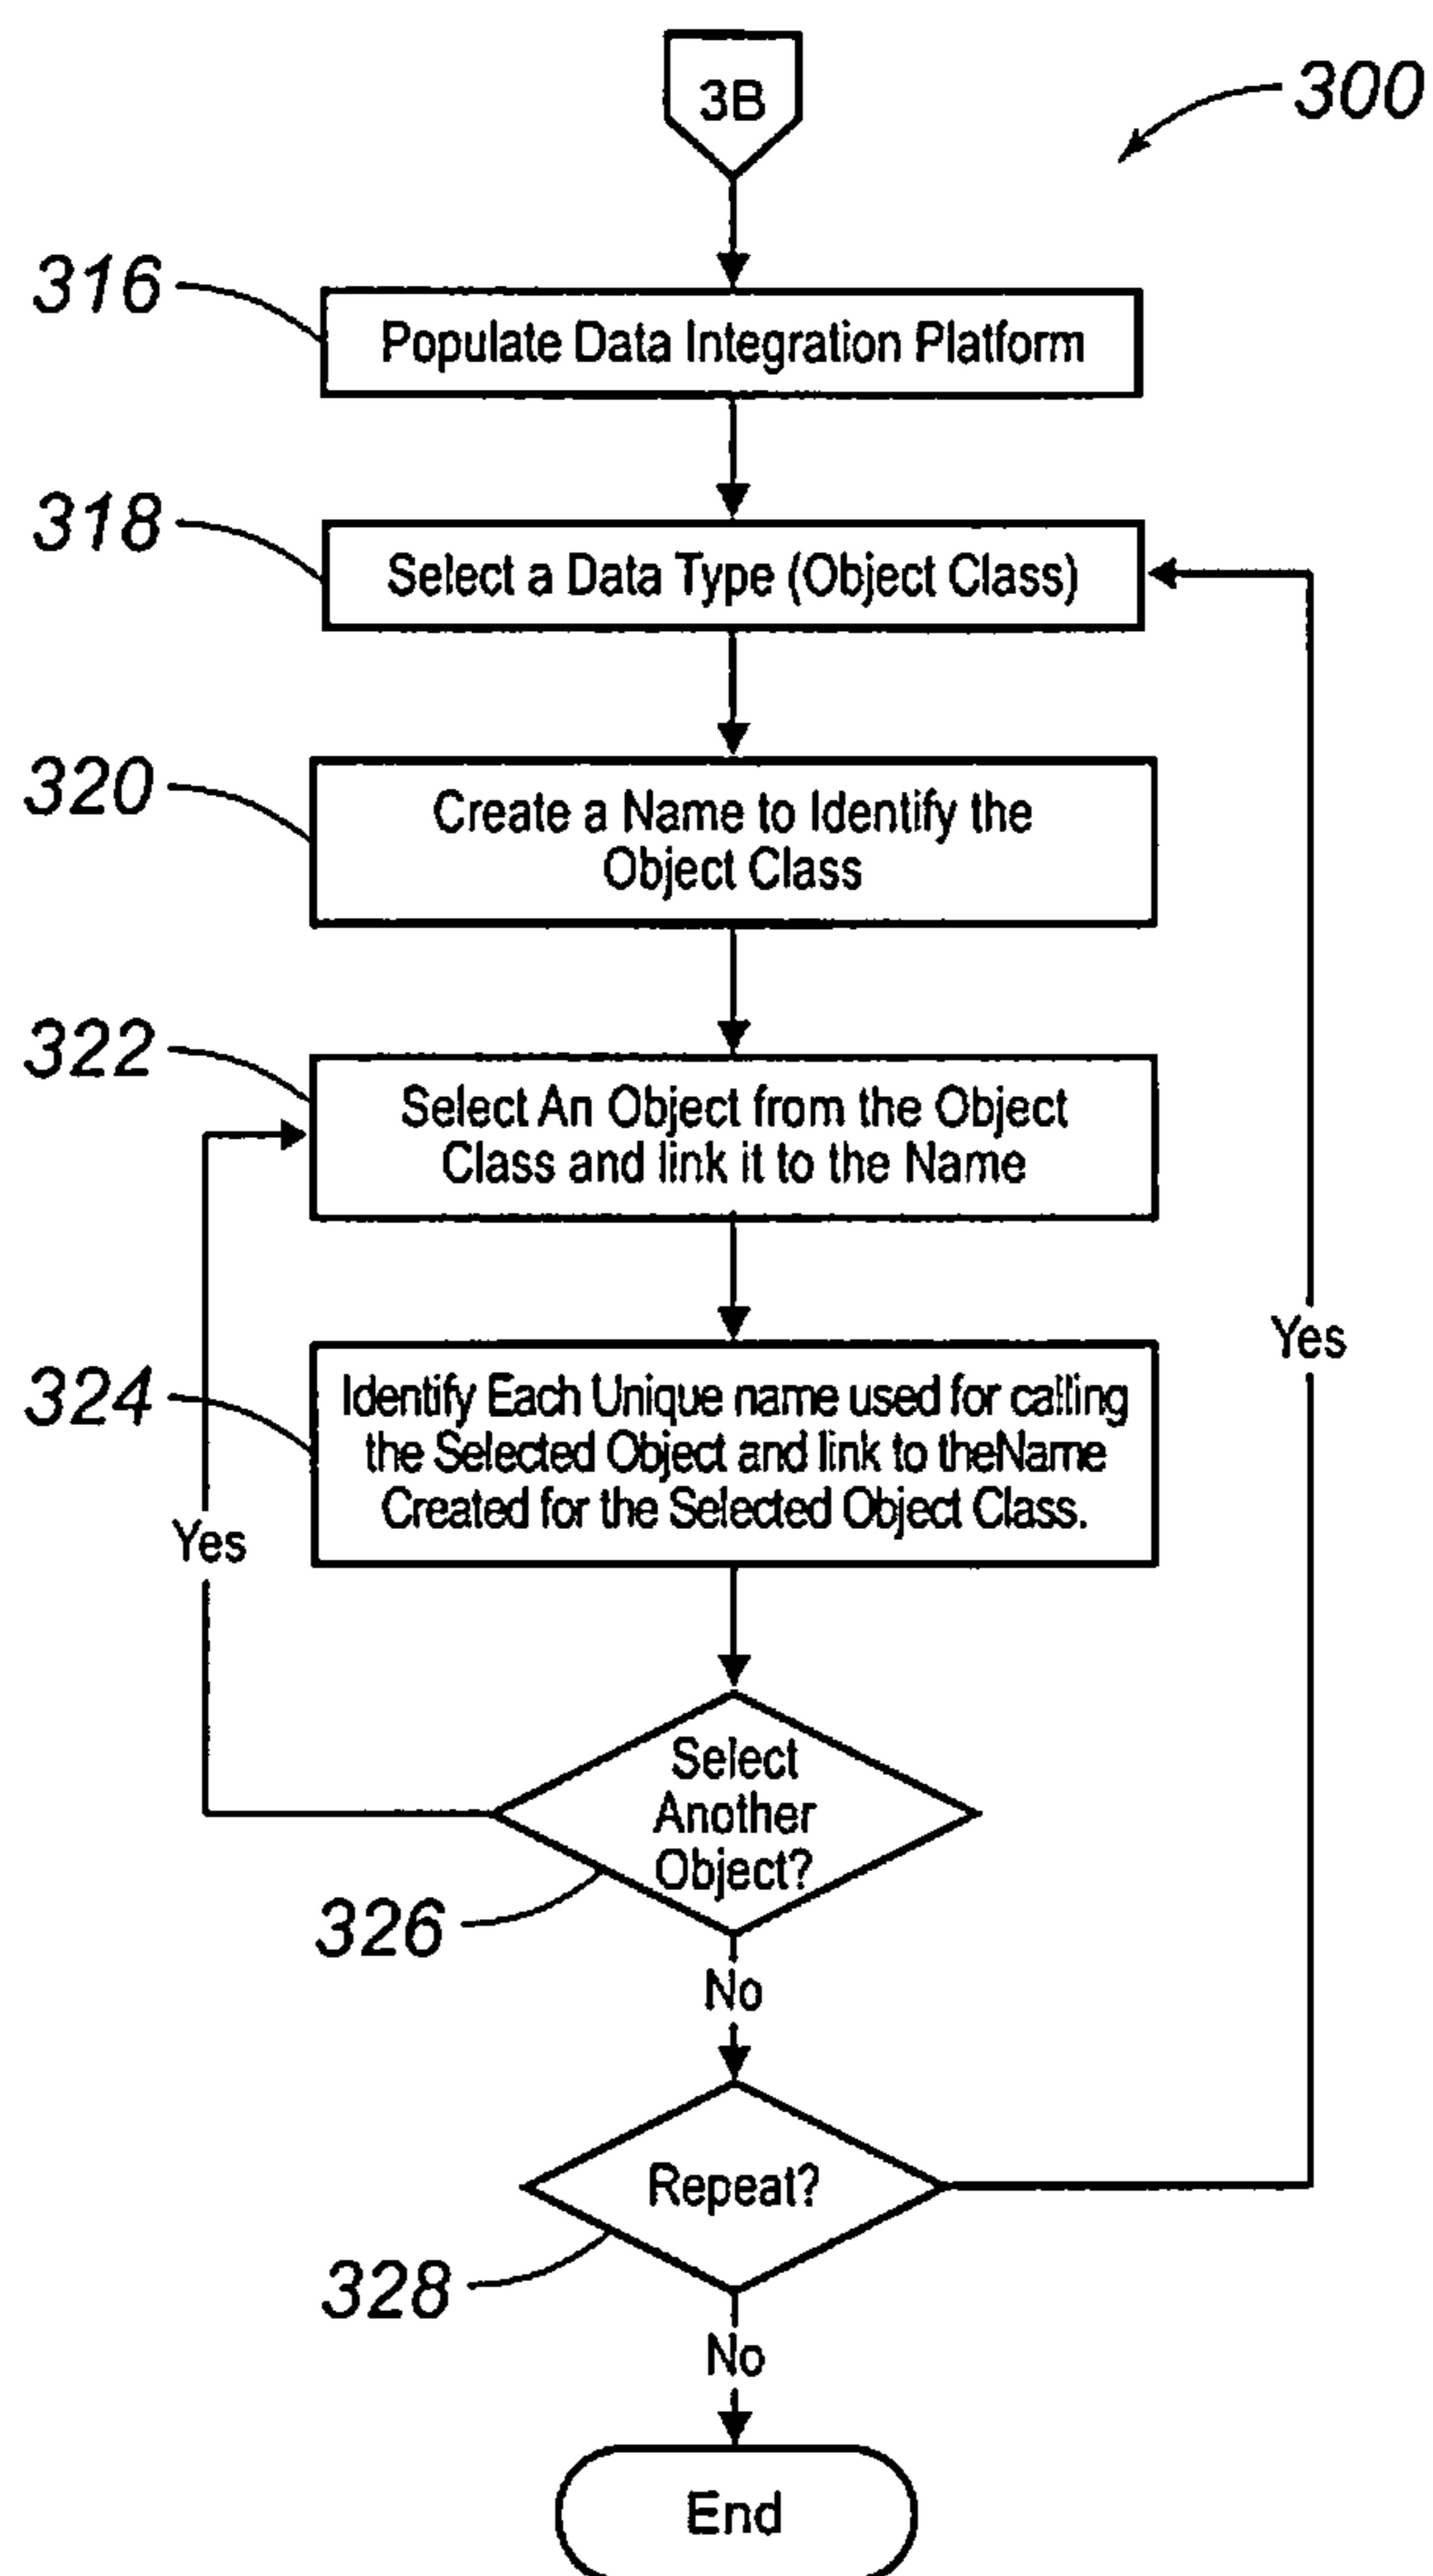 3B
300
316
Populate Data Integration Platform
318
Select a Data Type (Object Class)
320
Create a Name to Identify the
Object Class
322
Select An Object from the Object
Class and link it to the Name
324
Identify Each Unique name used for calling
the Selected Object and link to theName
Created for the Selected Object Class.
Yes
Yes
Select
Another
Object?
326
No
Repeat?
328
No
End